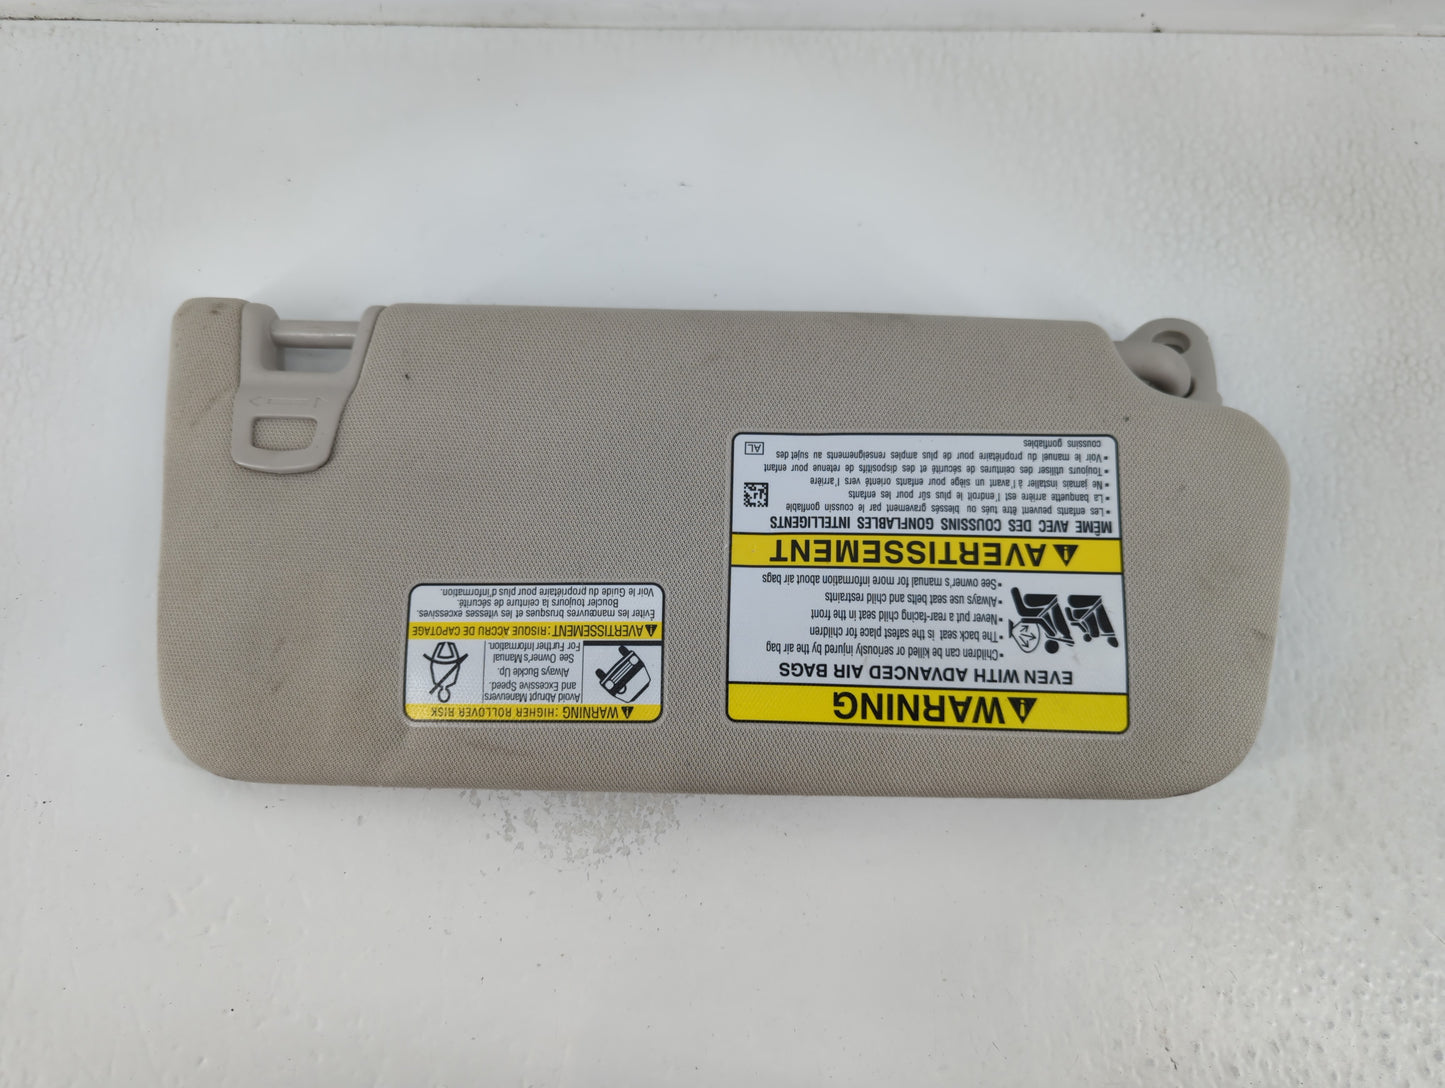 WARNING
EVEN WITH ADVANCED AIR BAGS
• Children can be killed or seriously injured by the air bag
• The back seat is the safest place for children
• Never put a rear-facing child seat in the front
• Always use seat belts and child restraints
• See owner's manual for more information about air bags
AVERTISSEMENT
MÊME AVEC DES COUSSINS GONFLABLES INTELLIGENTS
• Les enfants peuvent être tués ou blessés gravement par le coussin gonflable
• La banquette arrière est l'endroit le plus sûr pour les enfants
• Ne jamais installer à l'avant un siège pour enfants orienté vers l'arrière
• Toujours utiliser des ceintures de sécurité et des dispositifs de retenue pour enfant
• Voir le manuel du propriétaire pour de plus amples renseignements au sujet des
coussins gonflables
AL
WARNING : HIGHER ROLLOVER RISK
Avoid Abrupt Maneuvers
and Excessive Speed.
Always Buckle Up.
See Owner's Manual
For Further Information.
AVERTISSEMENT : RISQUE ACCRU DE CAPOTAGE
Éviter les manœuvres brusques et les vitesses excessives.
Boucler toujours la ceinture de sécurité.
Voir le Guide du propriétaire pour plus d'information.